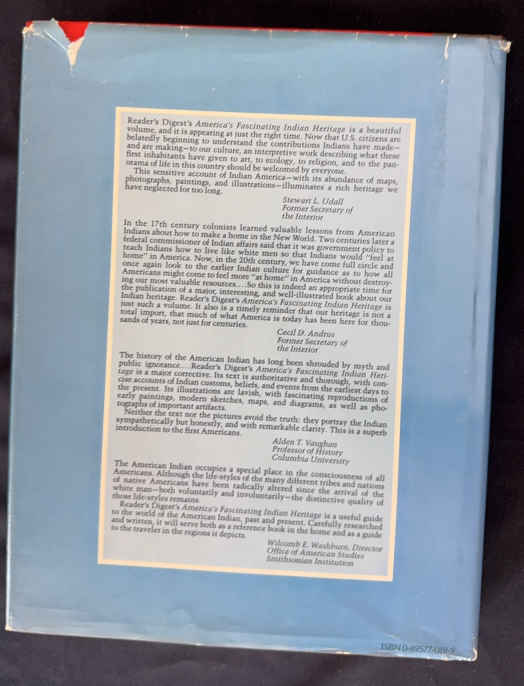 Reader's Digest's America's Fascinating Indian Heritage is a beautiful
volume, and it is appearing at just the right time. Now that U.S. citizens are
belatedly beginning to understand the contributions Indians have made—
and are making—to our culture, an interpretive work describing what these
first inhabitants have given to art, to ecology, to religion, and to the pan-
orama of life in this country should be welcomed by everyone.
This sensitive account of Indian America—with its abundance of maps,
photographs, paintings, and illustrations—illuminates a rich heritage we
have neglected for too long.
Stewart L. Udall
Former Secretary of
the Interior
In the 17th century colonists learned valuable lessons from American
Indians about how to make a home in the New World. Two centuries later a
federal commissioner of Indian affairs said that it was government policy to
teach Indians how to live like white men so that Indians would "feel at
home" in America. Now, in the 20th century, we have come full circle and
once again look to the earlier Indian culture for guidance as to how all
Americans might come to feel more "at home" in America without destroy-
ing our most valuable resources....So this is indeed an appropriate time for
the publication of a major, interesting, and well-illustrated book about our
Indian heritage. Reader's Digest's America's Fascinating Indian Heritage is
just such a volume. It also is a timely reminder that our heritage is not a
total import, that much of what America is today has been here for thou-
sands of years, not just for centuries.
Cecil D. Andrus
Former Secretary of
the Interior
The history of the American Indian has long been shrouded by myth and
public ignorance....Reader's Digest's America's Fascinating Indian Heri-
tage is a major corrective. Its text is authoritative and thorough, with con-
cise accounts of Indian customs, beliefs, and events from the earliest days to
the present. Its illustrations are lavish, with fascinating reproductions of
early paintings, modern sketches, maps, and diagrams, as well as pho-
tographs of important artifacts.
Neither the text nor the pictures avoid the truth: they portray the Indian
sympathetically but honestly, and with remarkable clarity. This is a superb
introduction to the first Americans.
Alden T. Vaughan
Professor of History
Columbia University
The American Indian occupies a special place in the consciousness of all
Americans. Although the life-styles of the many different tribes and nations
of native Americans have been radically altered since the arrival of the
white man—both voluntarily and involuntarily—the distinctive quality of
those life-styles remains.
Reader's Digest's America's Fascinating Indian Heritage is a useful guide
to the world of the American Indian, past and present. Carefully researched
and written, it will serve both as a reference book in the home and as a guide
to the traveler in the regions it depicts.
Wilcomb E. Washburn, Director
Office of American Studies
Smithsonian Institution
ISBN 0-89577-019-9